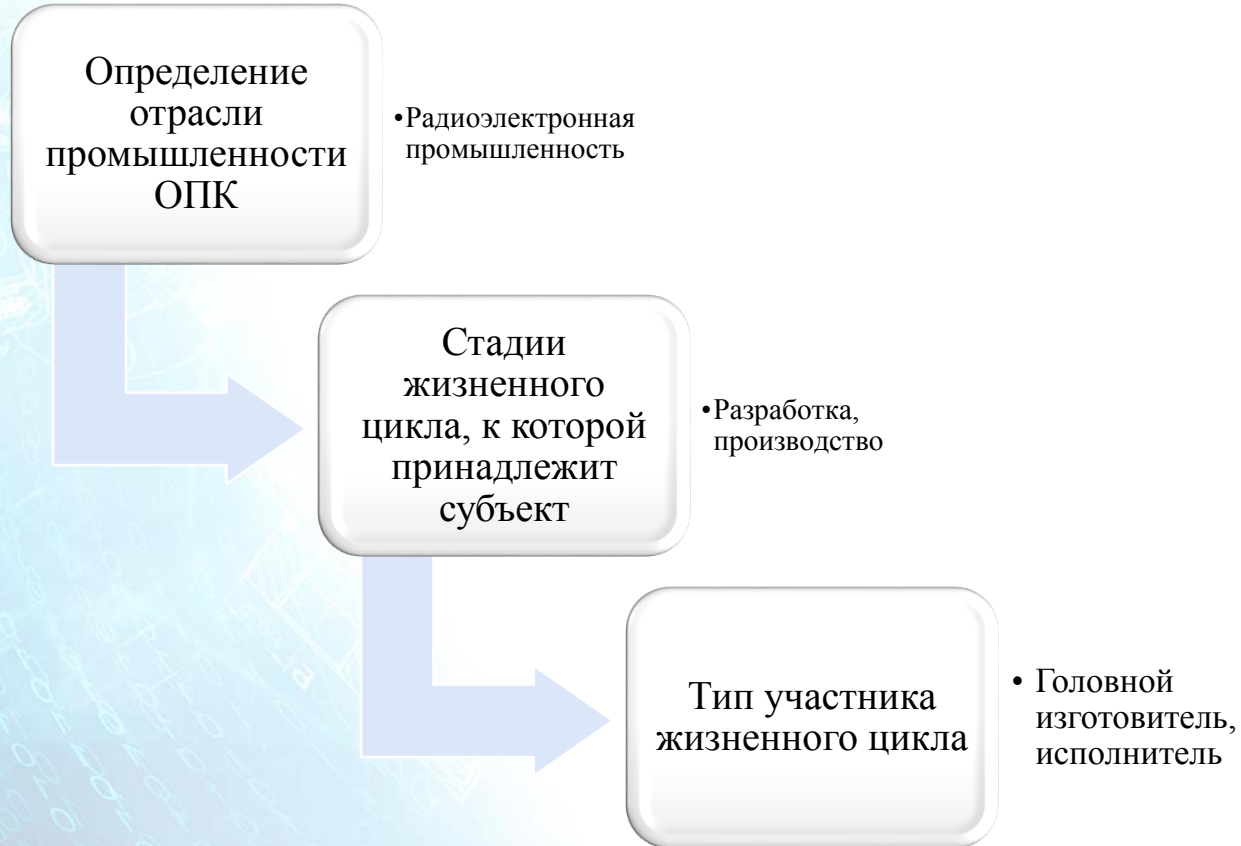 Определение
отрасли
промышленности
ОПК
•Радиоэлектронная
промышленность
Стадии
жизненного
цикла, к которой
принадлежит
субъект
•Разработка,
производство
Тип участника
жизненного цикла
• Головной
изготовитель,
исполнитель